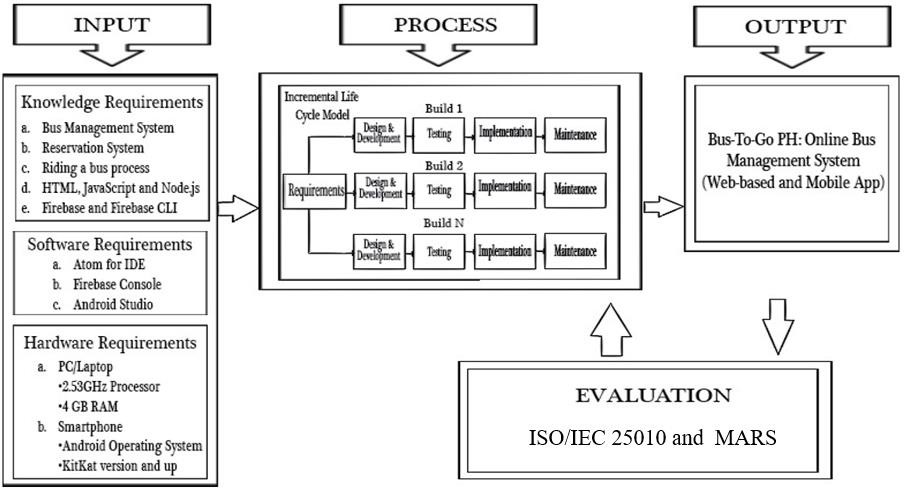 INPUT
Knowledge Requirements
a. Bus Management System
b. Reservation System
c. Riding a bus process
d. HTML, JavaScript and Node.js
e. Firebase and Firebase CLI
Software Requirements
a. Atom for IDE
b. Firebase Console
c. Android Studio
Hardware Requirements
a. PC/Laptop
•2.53GHz Processor
•4 GB RAM
b. Smartphone
•Android Operating System
•KitKat version and up
PROCESS
Incremental Life
Cycle Model
Requirements
Build 1
Design &
Development
Testing
Implementation
Maintenance
Build 2
Design &
Development
Testing
Implementation
Maintenance
Build N
Design &
Development
Testing
Implementation
Maintenance
OUTPUT
Bus-To-Go PH: Online Bus
Management System
(Web-based and Mobile App)
EVALUATION
ISO/IEC 25010 and MARS